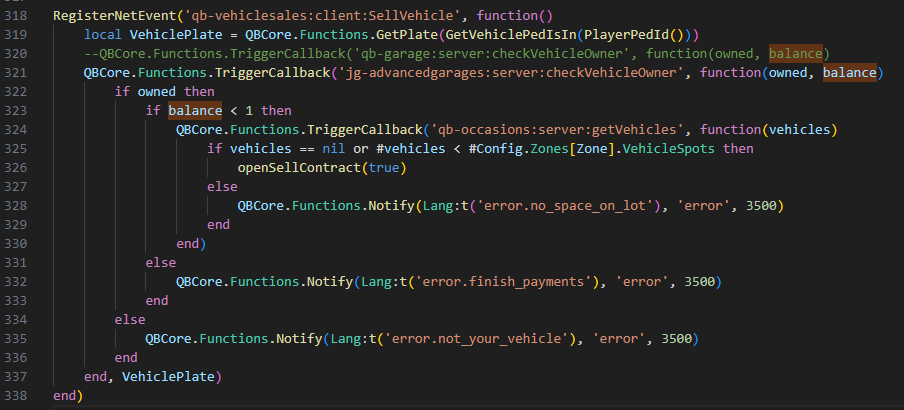 318 RegisterNetEvent('qb-vehiclesales:client:SellVehicle', function()
319     local VehiclePlate = QBCore.Functions.GetPlate(GetVehiclePedIsIn(PlayerPedId()))
320     --QBCore.Functions.TriggerCallback('qb-garage:server:checkVehicleOwner', function(owned, balance)
321     QBCore.Functions.TriggerCallback('jg-advancedgarages:server:checkVehicleOwner', function(owned, balance)
322         if owned then
323             if balance < 1 then
324                 QBCore.Functions.TriggerCallback('qb-occasions:server:getVehicles', function(vehicles)
325                     if vehicles == nil or #vehicles < #Config.Zones[Zone].VehicleSpots then
326                         openSellContract(true)
327                     else
328                         QBCore.Functions.Notify(Lang:t('error.no_space_on_lot'), 'error', 3500)
329                     end
330                 end)
331             else
332                 QBCore.Functions.Notify(Lang:t('error.finish_payments'), 'error', 3500)
333             end
334         else
335             QBCore.Functions.Notify(Lang:t('error.not_your_vehicle'), 'error', 3500)
336         end
337     end, VehiclePlate)
338 end)